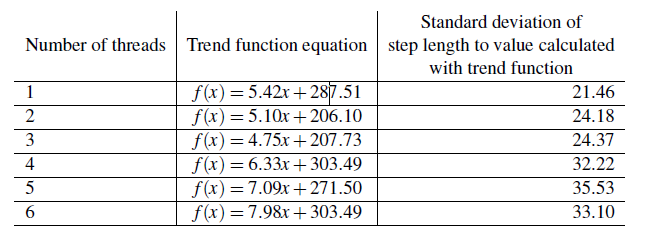 Number of threads | Trend function equation | Standard deviation of step length to value calculated with trend function
1 | f(x) = 5.42x + 287.51 | 21.46
2 | f(x) = 5.10x + 206.10 | 24.18
3 | f(x) = 4.75x + 207.73 | 24.37
4 | f(x) = 6.33x + 303.49 | 32.22
5 | f(x) = 7.09x + 271.50 | 35.53
6 | f(x) = 7.98x + 303.49 | 33.10